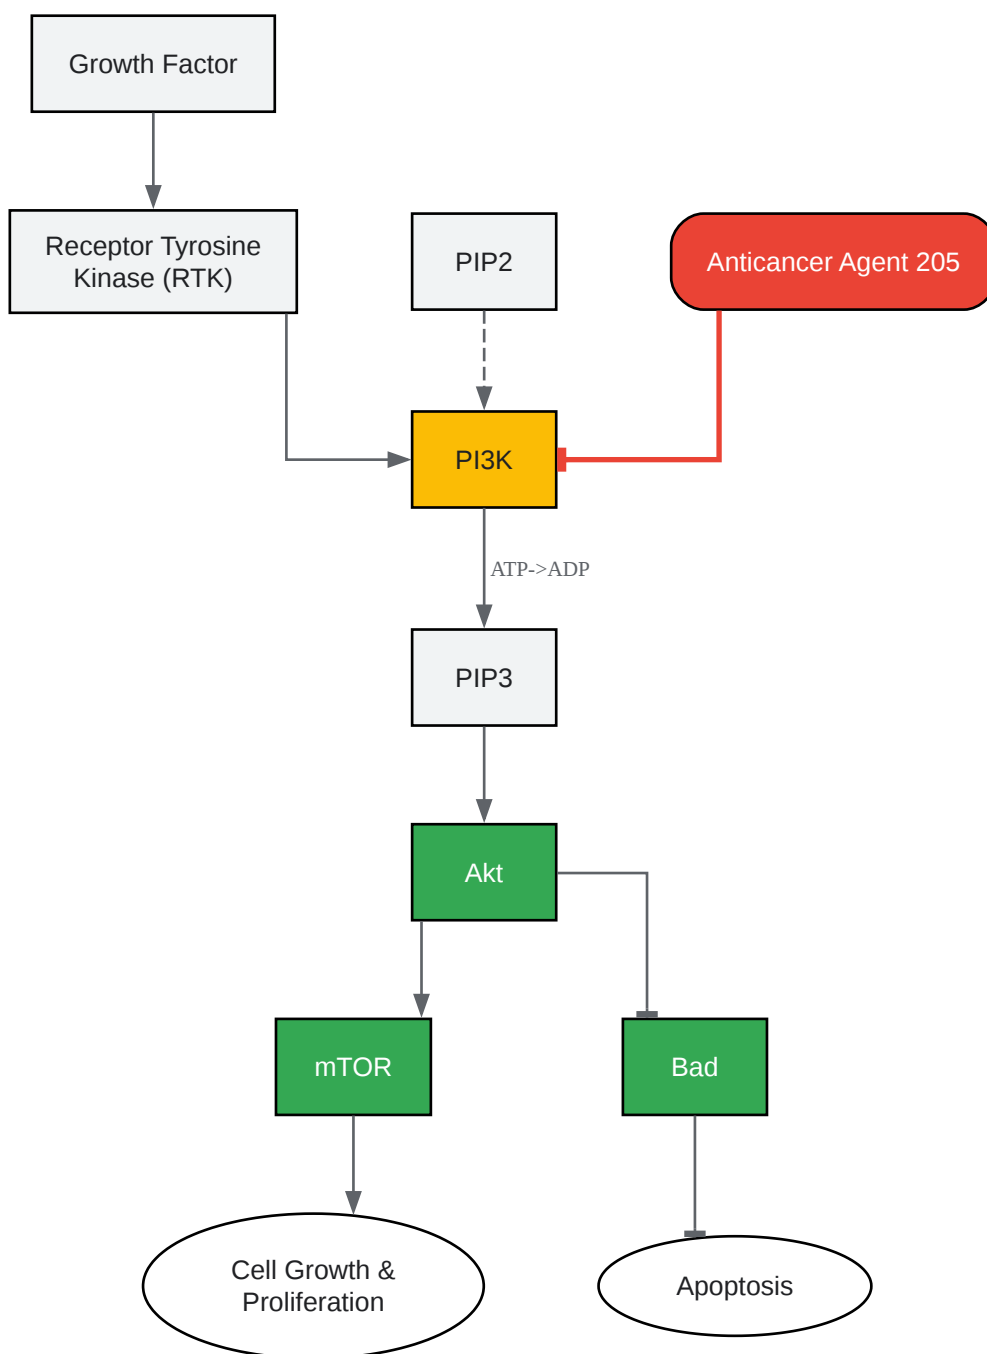 Growth Factor
Receptor Tyrosine
Kinase (RTK)
PIP2
Anticancer Agent 205
PI3K
ATP->ADP
PIP3
Akt
mTOR
Bad
Cell Growth &
Proliferation
Apoptosis